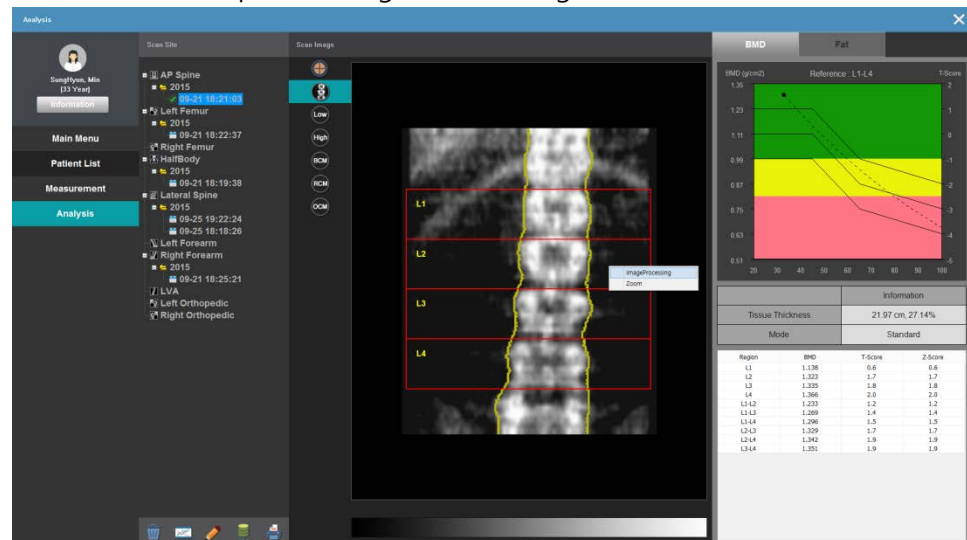 Analysis
SungHyun, Min
[33 Year]
Information
Main Menu
Patient List
Measurement
Analysis
Scan Site
AP Spine
2015
09-21 18:21:03
Left Femur
2015
09-21 18:22:37
Right Femur
HalfBody
2015
09-21 18:19:38
Lateral Spine
2015
09-25 19:22:24
09-25 18:18:26
Left Forearm
Right Forearm
2015
09-21 18:25:21
LVA
Left Orthopedic
Right Orthopedic
Scan Image
Low
High
BCM
RCM
OCM
L1
L2
L3
L4
ImageProcessing
Zoom
BMD Fat
BMD (g/cm2) Reference : L1-L4 T-Score
1.35 2
1.23 1
1.11 0
0.99 -1
0.87 -2
0.75 -3
0.63 -4
0.51 -5
20 30 40 50 60 70 80 90 100
Information
Tissue Thickness 21.97 cm, 27.14%
Mode Standard
Region BMD T-Score Z-Score
L1 1.138 0.6 0.6
L2 1.323 1.7 1.7
L3 1.335 1.8 1.8
L4 1.366 2.0 2.0
L1-L2 1.233 1.2 1.2
L1-L3 1.269 1.4 1.4
L1-L4 1.296 1.5 1.5
L2-L3 1.329 1.7 1.7
L2-L4 1.342 1.9 1.9
L3-L4 1.351 1.9 1.9